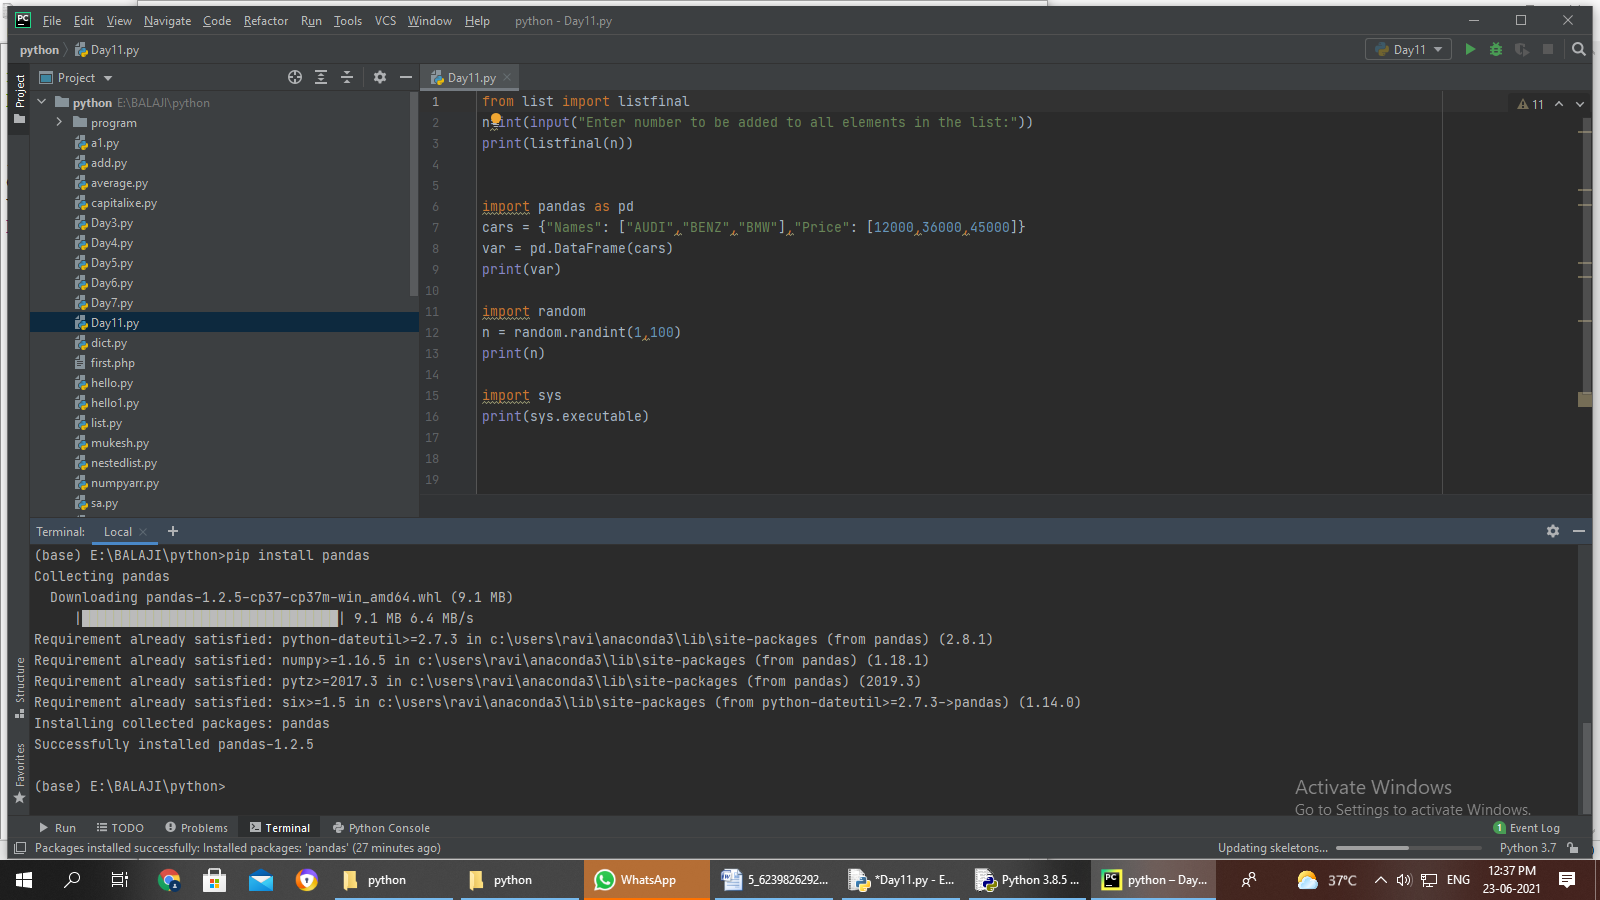 File Edit View Navigate Code Refactor Run Tools VCS Window Help python - Day11.py
python Day11.py Day11
Project
Project
Day11.py
python E:\BALAJI\python
program
a1.py
add.py
average.py
capitalixe.py
Day3.py
Day4.py
Day5.py
Day6.py
Day7.py
Day11.py
dict.py
first.php
hello.py
hello1.py
list.py
mukesh.py
nestedlist.py
numpyarr.py
sa.py
11
1 from list import listfinal
2 n int(input("Enter number to be added to all elements in the list:"))
3 print(listfinal(n))
4
5
6 import pandas as pd
7 cars = {"Names": ["AUDI","BENZ","BMW"],"Price": [12000,36000,45000]}
8 var = pd.DataFrame(cars)
9 print(var)
10
11 import random
12 n = random.randint(1,100)
13 print(n)
14
15 import sys
16 print(sys.executable)
17
18
19
Terminal: Local
(base) E:\BALAJI\python>pip install pandas
Collecting pandas
Downloading pandas-1.2.5-cp37-cp37m-win_amd64.whl (9.1 MB)
| | 9.1 MB 6.4 MB/s
Requirement already satisfied: python-dateutil>=2.7.3 in c:\users\ravi\anaconda3\lib\site-packages (from pandas) (2.8.1)
Requirement already satisfied: numpy>=1.16.5 in c:\users\ravi\anaconda3\lib\site-packages (from pandas) (1.18.1)
Requirement already satisfied: pytz>=2017.3 in c:\users\ravi\anaconda3\lib\site-packages (from pandas) (2019.3)
Requirement already satisfied: six>=1.5 in c:\users\ravi\anaconda3\lib\site-packages (from python-dateutil>=2.7.3->pandas) (1.14.0)
Installing collected packages: pandas
Successfully installed pandas-1.2.5
(base) E:\BALAJI\python>
Structure
Favorites
Activate Windows
Go to Settings to activate Windows.
Run TODO Problems Terminal Python Console 1 Event Log
Packages installed successfully: Installed packages: 'pandas' (27 minutes ago) Updating skeletons... Python 3.7
python python WhatsApp 5_6239826292... *Day11.py - E... Python 3.8.5 ... python – Day... 37°C ENG 12:37 PM
23-06-2021